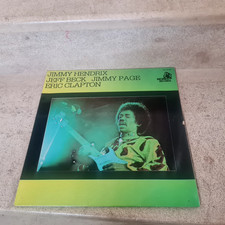 JIMMY HENDRIX
JEFF BECK - JIMMY PAGE
ERIC CLAPTON